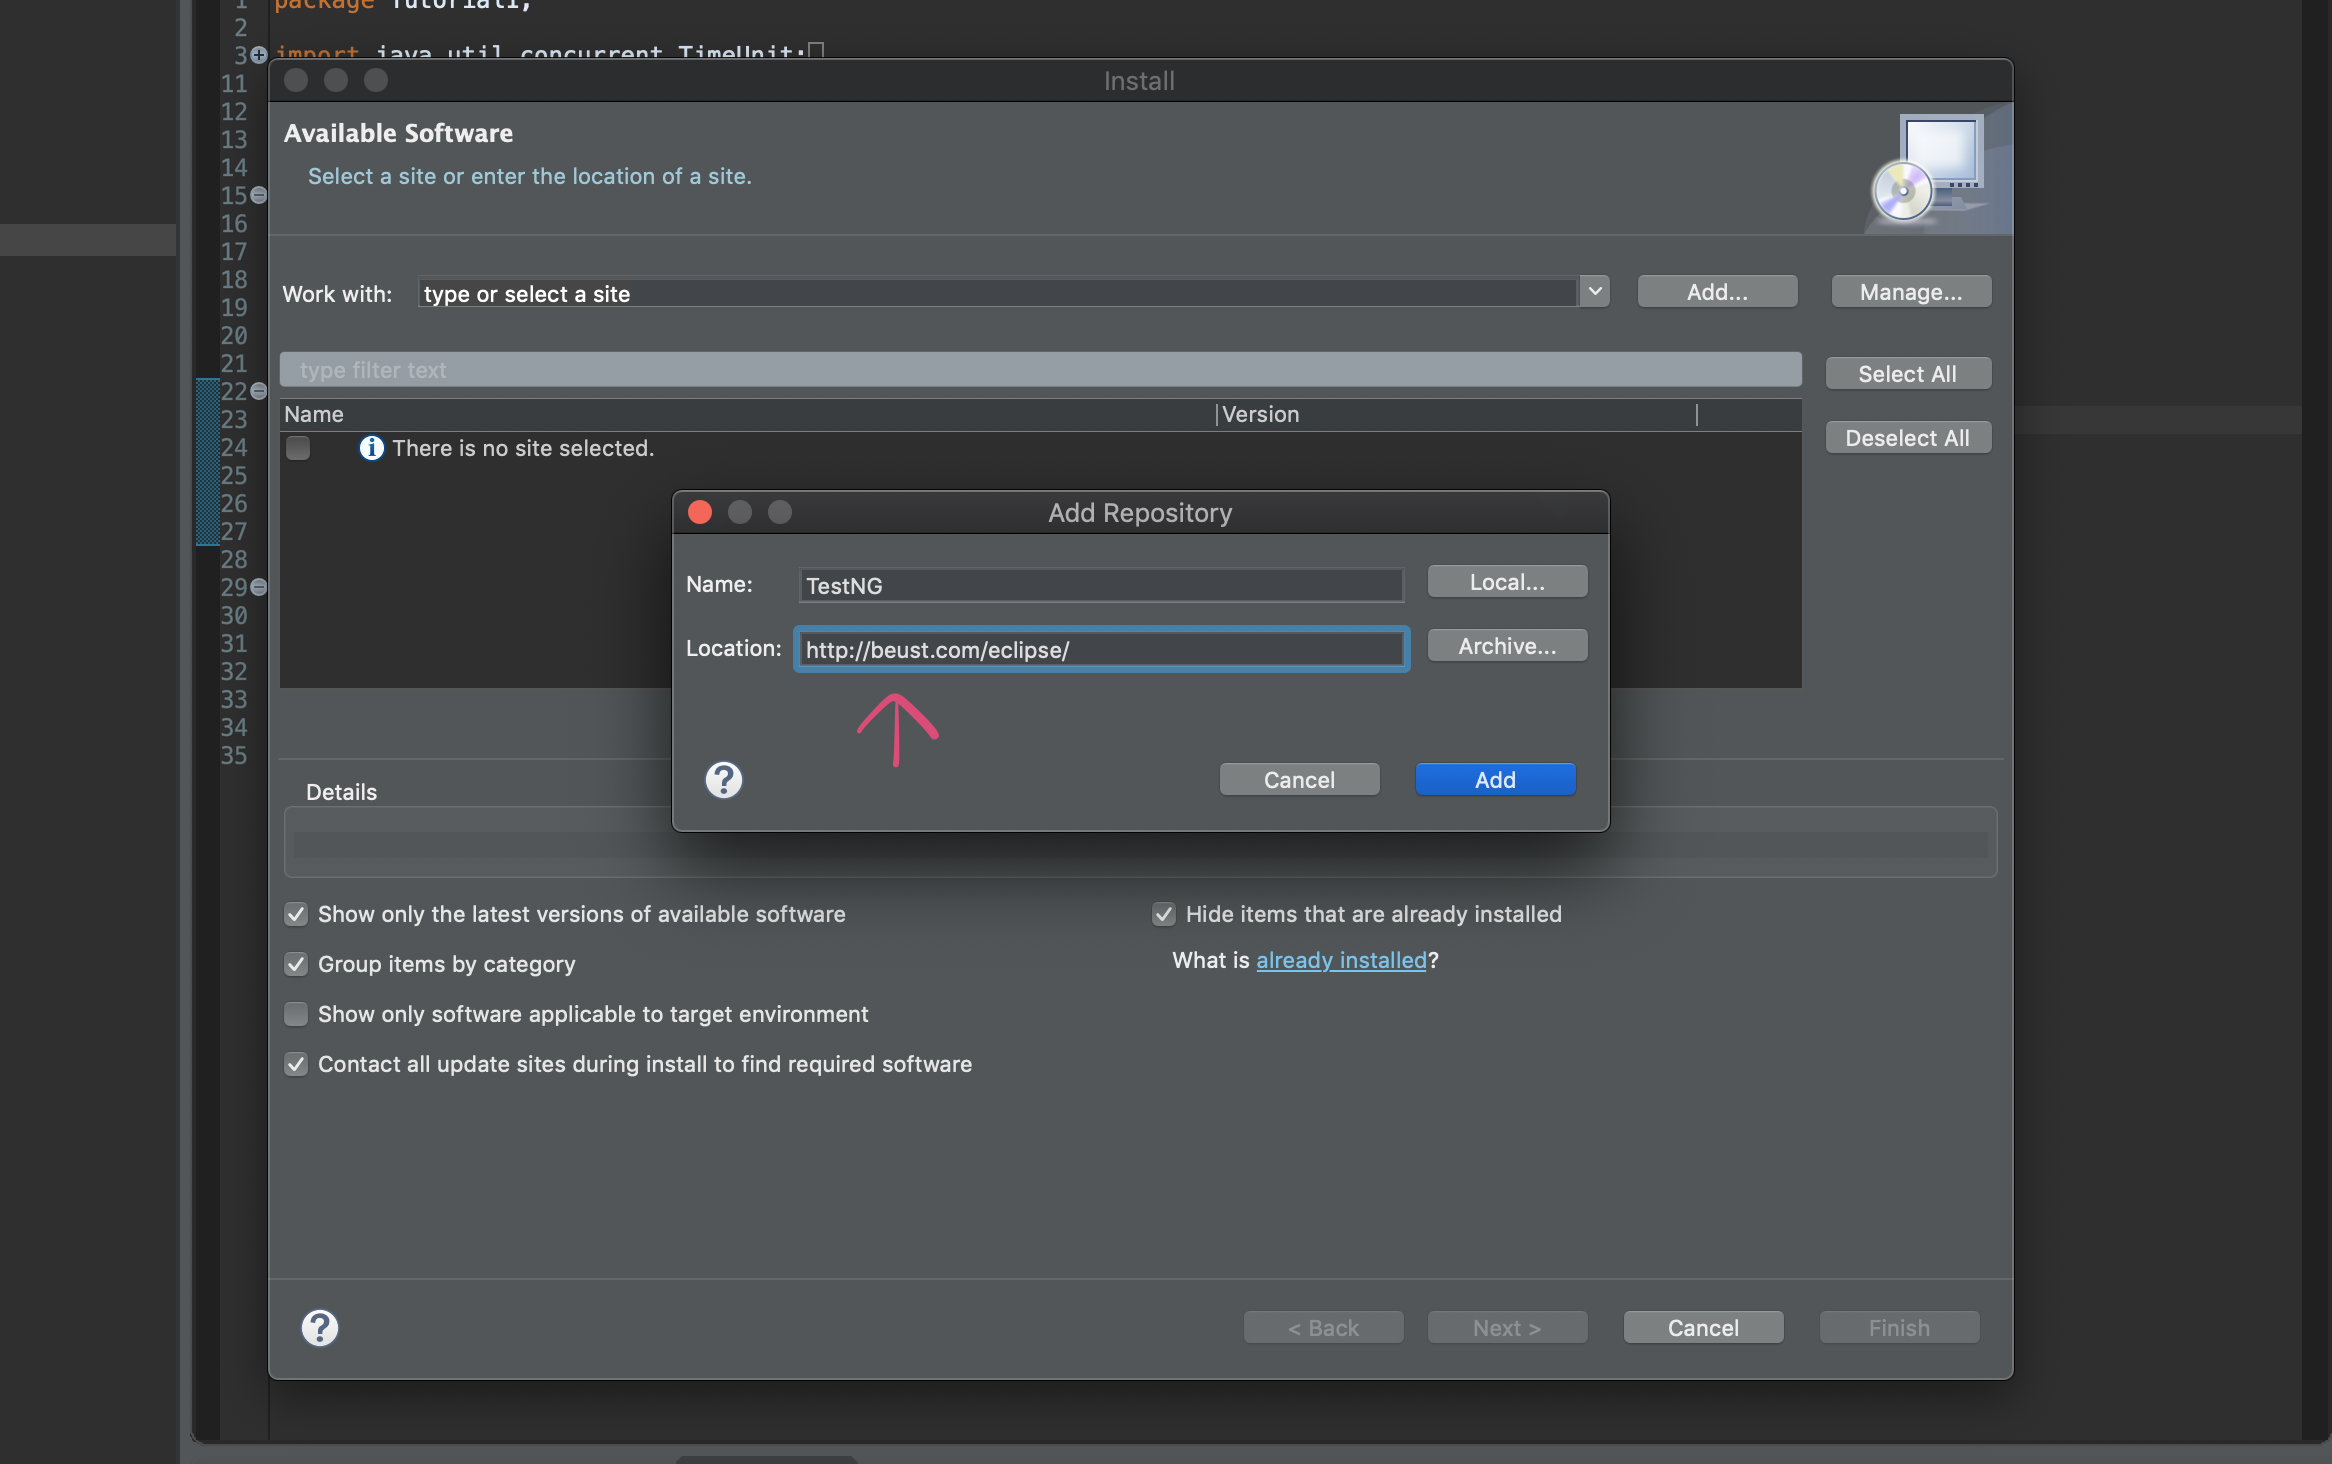 1 package Tutorial1;
2
3 import java.util.concurrent.TimeUnit;
11
12
13
14
15
16
17
18
19
20
21
22
23
24
25
26
27
28
29
30
31
32
33
34
35
Install
Available Software
Select a site or enter the location of a site.
Work with: type or select a site Add... Manage...
type filter text Select All
Name Version
Deselect All
There is no site selected.
Add Repository
Name: TestNG Local...
Location: http://beust.com/eclipse/ Archive...
? Cancel Add
Details
Show only the latest versions of available software Hide items that are already installed
Group items by category What is already installed?
Show only software applicable to target environment
Contact all update sites during install to find required software
? < Back Next > Cancel Finish